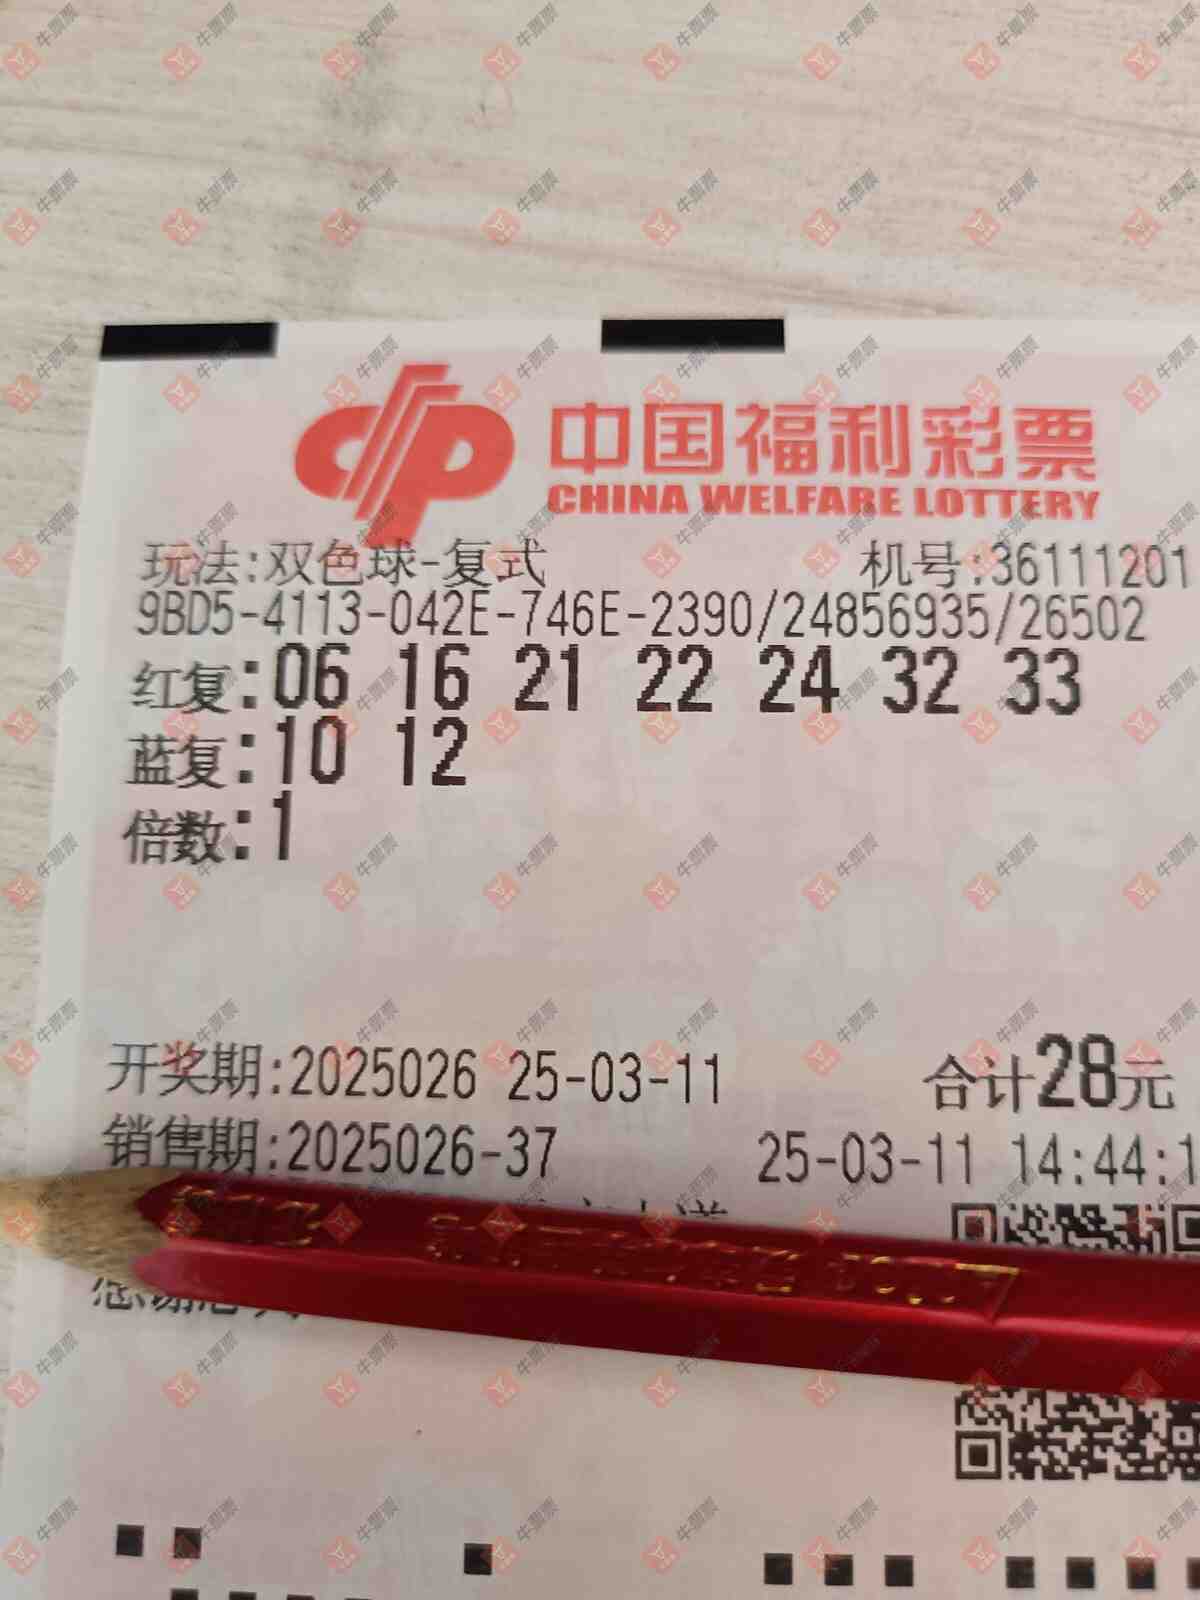 中国福利彩票
CHINA WELFARE LOTTERY
玩法:双色球-复式 机号:36111201
9BD5-4113-042E-746E-2390/24856935/26502
红复:06 16 21 22 24 32 33
蓝复:10 12
倍数:1
开奖期:2025026 25-03-11 合计28元
销售期:2025026-37 25-03-11 14:44:1
牛票票